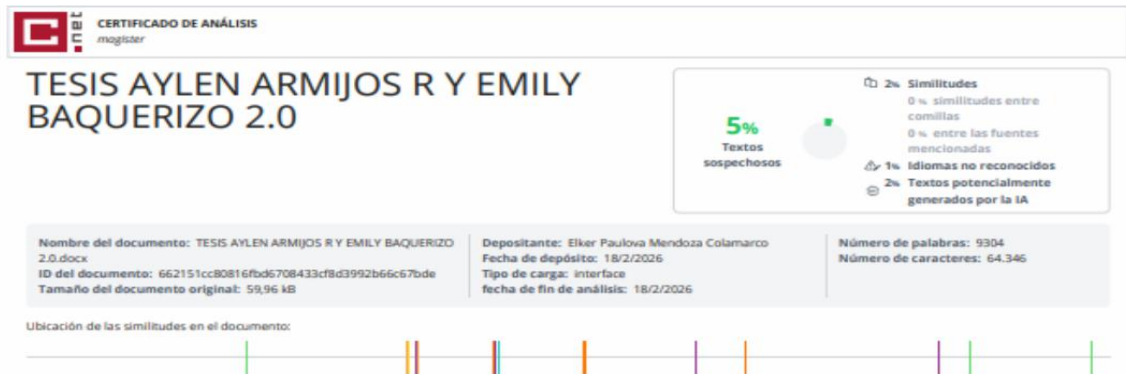 C
.net
CERTIFICADO DE ANÁLISIS
magister
TESIS AYLEN ARMIJOS R Y EMILY
BAQUERIZO 2.0
5%
Textos
sospechosos
2% Similitudes
0 % similitudes entre
comillas
0 % entre las fuentes
mencionadas
1% Idiomas no reconocidos
2% Textos potencialmente
generados por la IA
Nombre del documento: TESIS AYLEN ARMIJOS R Y EMILY BAQUERIZO
2.0.docx
ID del documento: 662151cc80816fbd6708433cf8d3992b66c67bde
Tamaño del documento original: 59,96 kB
Depositante: Elker Paulova Mendoza Colamarco
Fecha de depósito: 18/2/2026
Tipo de carga: interface
fecha de fin de análisis: 18/2/2026
Número de palabras: 9304
Número de caracteres: 64.346
Ubicación de las similitudes en el documento: